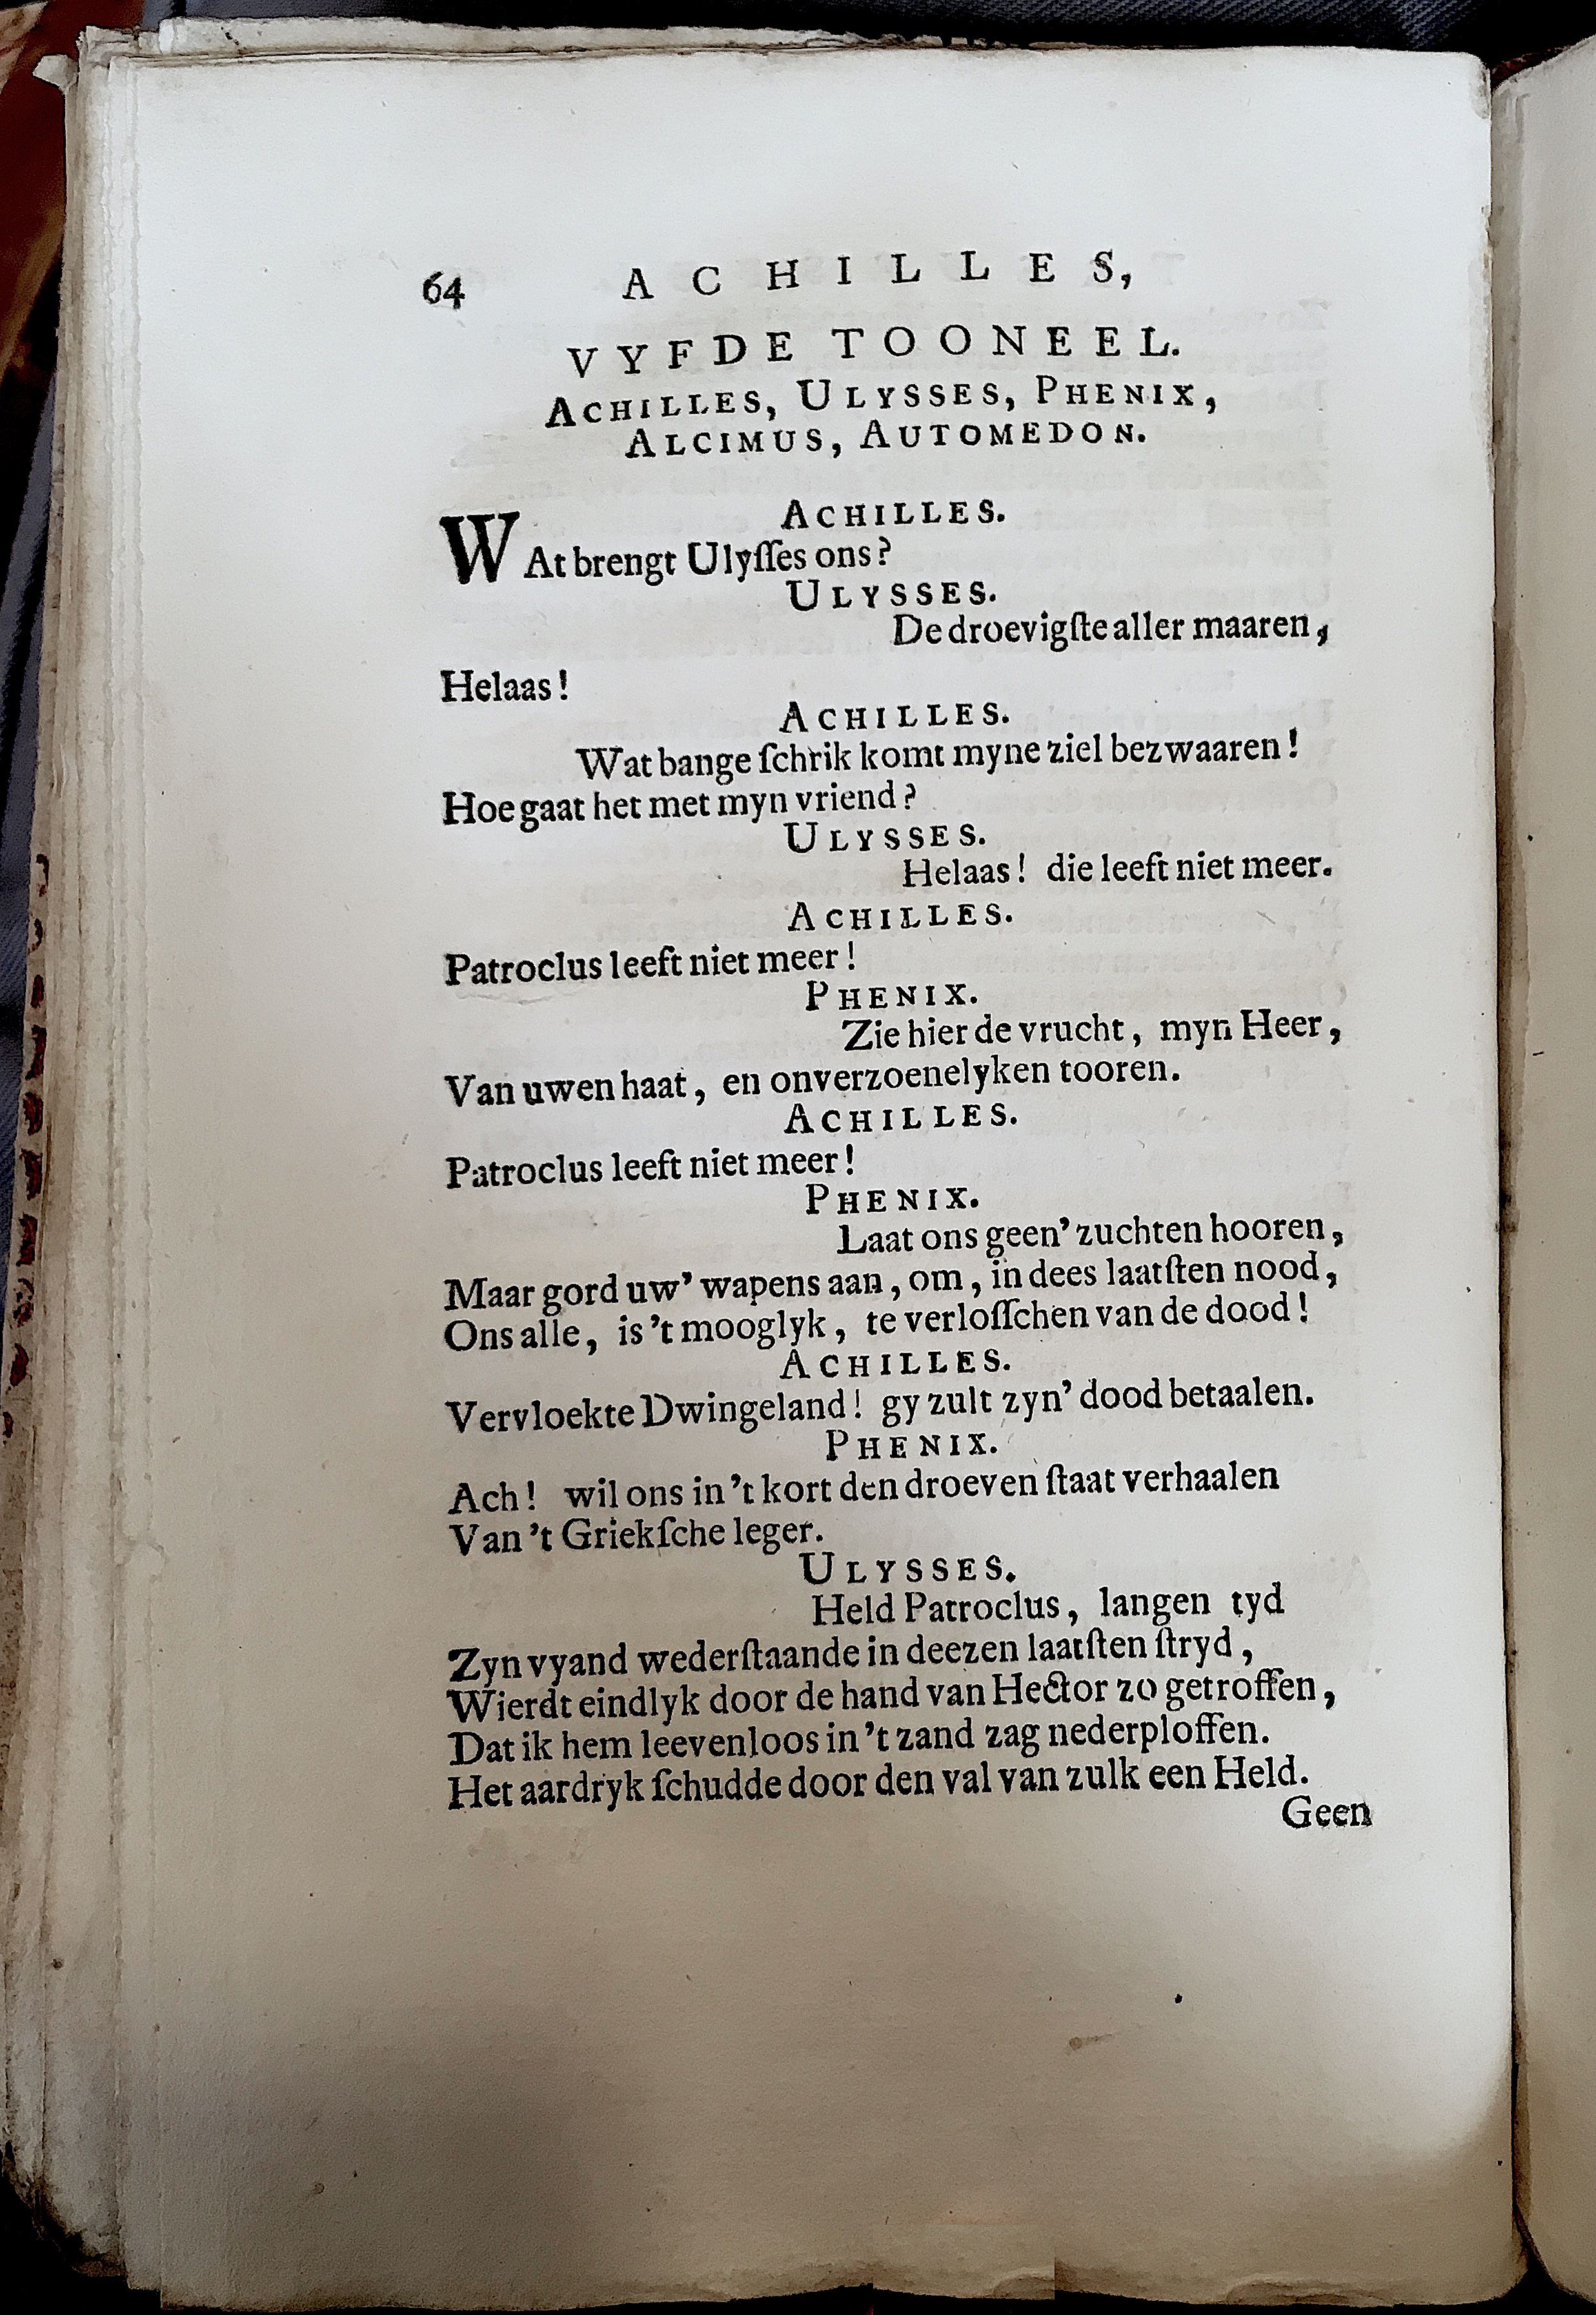 64 ACHILLES,
VYFDE TOONEEL.
ACHILLES, ULYSSES, PHENIX,
ALCIMUS, AUTOMEDON.
ACHILLES.
WAt brengt Ulyſſes ons?
ULYSSES.
De droevigſte aller maaren,
Helaas!
ACHILLES.
Wat bange ſchrik komt myne ziel bezwaaren!
Hoe gaat het met myn vriend?
ULYSSES.
Helaas! die leeft niet meer.
ACHILLES.
Patroclus leeft niet meer!
PHENIX.
Zie hier de vrucht, myn Heer,
Van uwen haat, en onverzoenelyken tooren.
ACHILLES.
Patroclus leeft niet meer!
PHENIX.
Laat ons geen' zuchten hooren,
Maar gord uw' wapens aan, om, in dees laatſten nood,
Ons alle, is 't mooglyk, te verloſſchen van de dood!
ACHILLES.
Vervloekte Dwingeland! gy zult zyn' dood betaalen.
PHENIX.
Ach! wil ons in 't kort den droeven ſtaat verhaalen
Van 't Griekſche leger.
ULYSSES.
Held Patroclus, langen tyd
Zyn vyand wederſtaande in deezen laatſten ſtryd,
Wierdt eindlyk door de hand van Hector zo getroffen,
Dat ik hem leevenloos in 't zand zag nederploffen.
Het aardryk ſchudde door den val van zulk een Held.
Geen